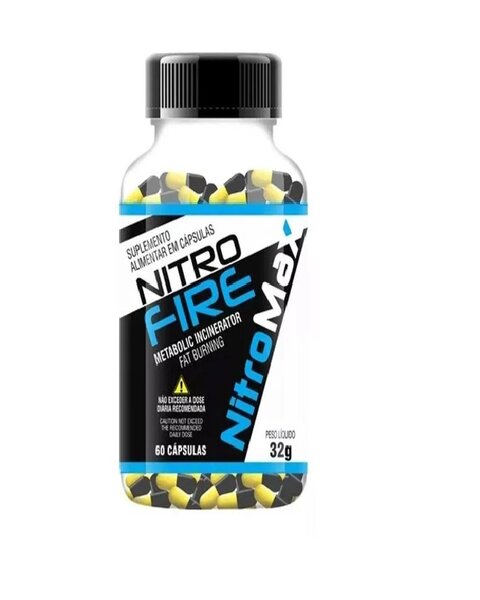 SUPLEMENTO
ALIMENTAR EM CÁPSULAS
NITRO
FIRE
METABOLIC INCINERATOR
FAT BURNING
NÃO EXCEDER A DOSE
DIÁRIA RECOMENDADA
CAUTION NOT EXCEED
THE RECOMMENDED
DAILY DOSE
60 CÁPSULAS
NitroMax
PESO LÍQUIDO
32g